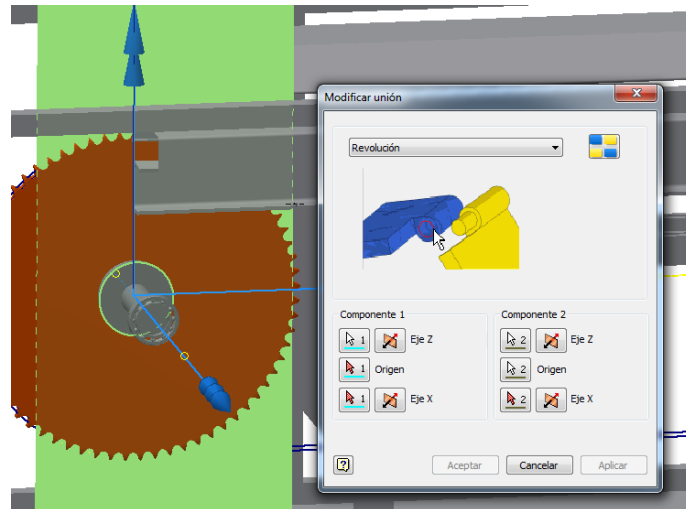 Modificar unión
Revolución
Componente 1
1 Eje Z
1 Origen
1 Eje X
Componente 2
2 Eje Z
2 Origen
2 Eje X
? Aceptar Cancelar Aplicar